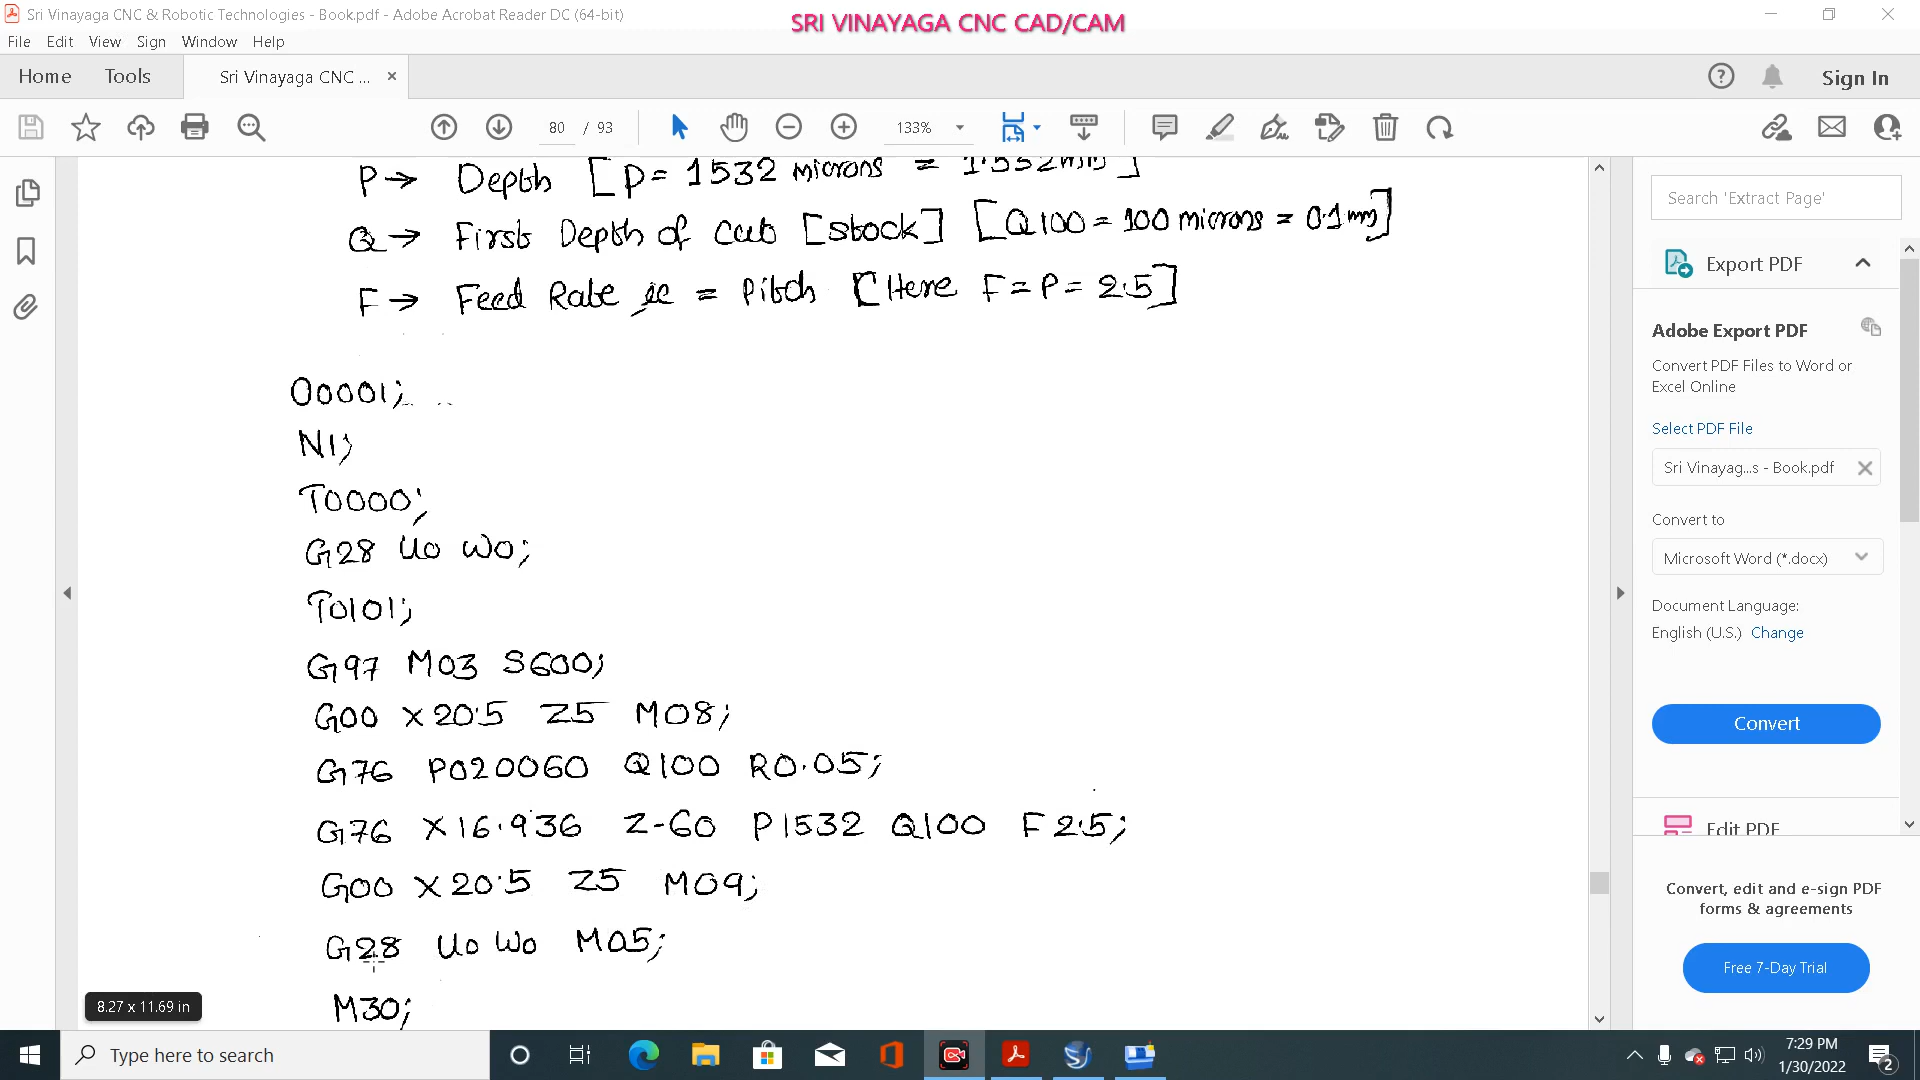 Sri Vinayaga CNC & Robotic Technologies - Book.pdf - Adobe Acrobat Reader DC (64-bit)
SRI VINAYAGA CNC CAD/CAM
File Edit View Sign Window Help
Home Tools Sri Vinayaga CNC ... × Sign In
80 / 93 133%
P → Depth [P = 1532 microns = 1.532mm]
Q → First Depth of Cut [stock] [Q100 = 100 microns = 0.1mm]
F → Feed Rate ie = Pitch [Here F = P = 2.5]
O0001;
N1;
T0000;
G28 U0 W0;
T0101;
G97 M03 S600;
G00 X20.5 Z5 M08;
G76 P020060 Q100 R0.05;
G76 X16.936 Z-60 P1532 Q100 F2.5;
G00 X20.5 Z5 M09;
G28 U0 W0 M05;
M30;
8.27 x 11.69 in
Search 'Extract Page'
Export PDF
Adobe Export PDF
Convert PDF Files to Word or
Excel Online
Select PDF File
Sri Vinayag...s - Book.pdf
Convert to
Microsoft Word (*.docx)
Document Language:
English (U.S.) Change
Convert
Edit PDF
Convert, edit and e-sign PDF
forms & agreements
Free 7-Day Trial
Type here to search
7:29 PM
1/30/2022
2